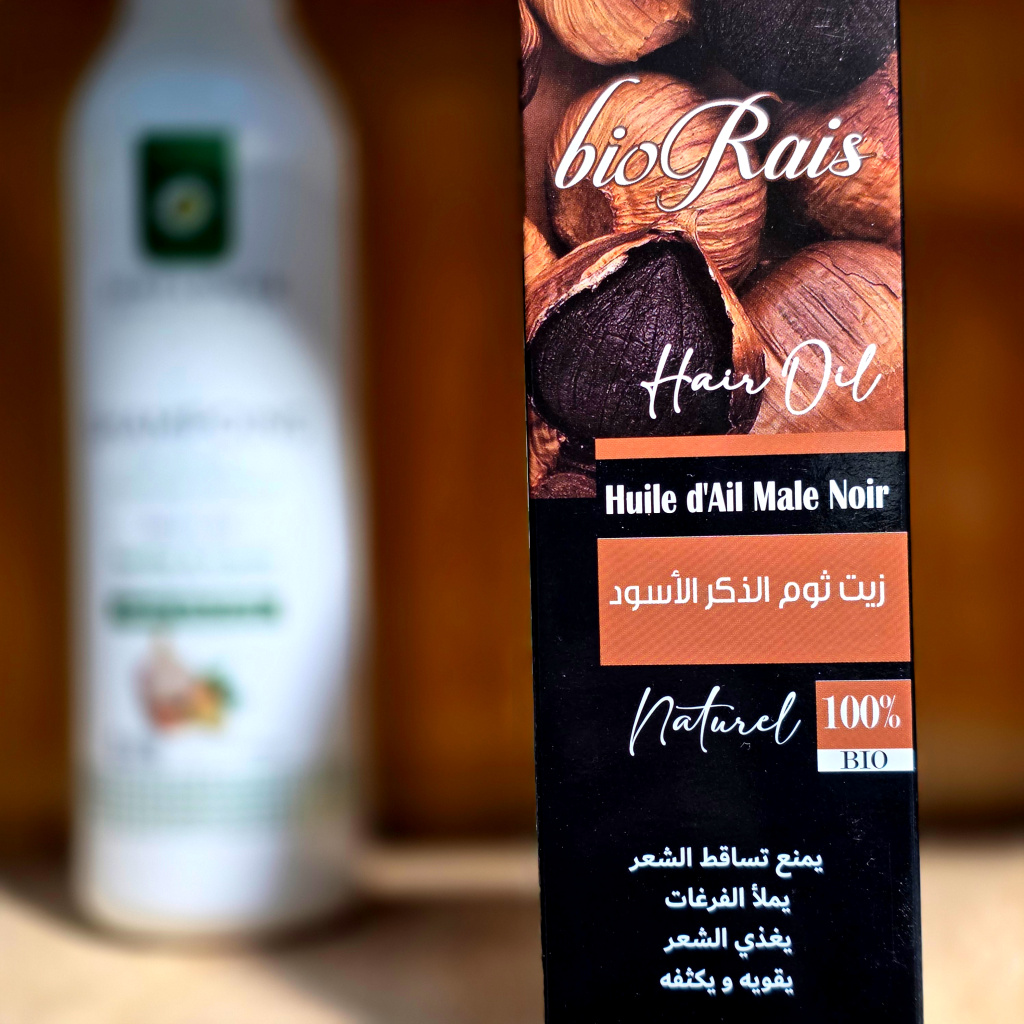 bioRais
Hair Oil
Huile d'Ail Male Noir
زيت ثوم الذكر الأسود
Naturel
100%
BIO
يمنع تساقط الشعر
يملأ الفرغات
يغذي الشعر
يقويه و يكثفه